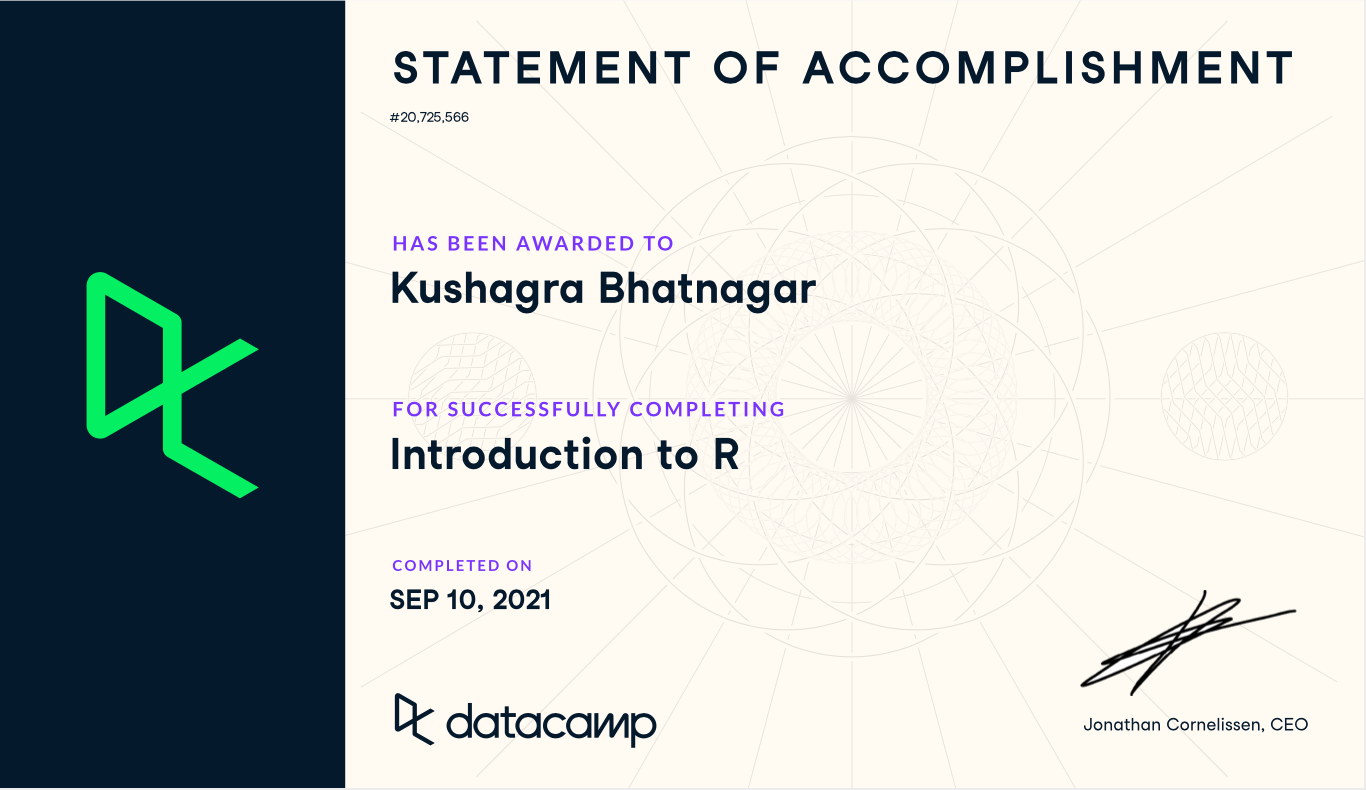 STATEMENT OF ACCOMPLISHMENT
#20,725,566
HAS BEEN AWARDED TO
Kushagra Bhatnagar
FOR SUCCESSFULLY COMPLETING
Introduction to R
COMPLETED ON
SEP 10, 2021
datacamp
Jonathan Cornelissen, CEO